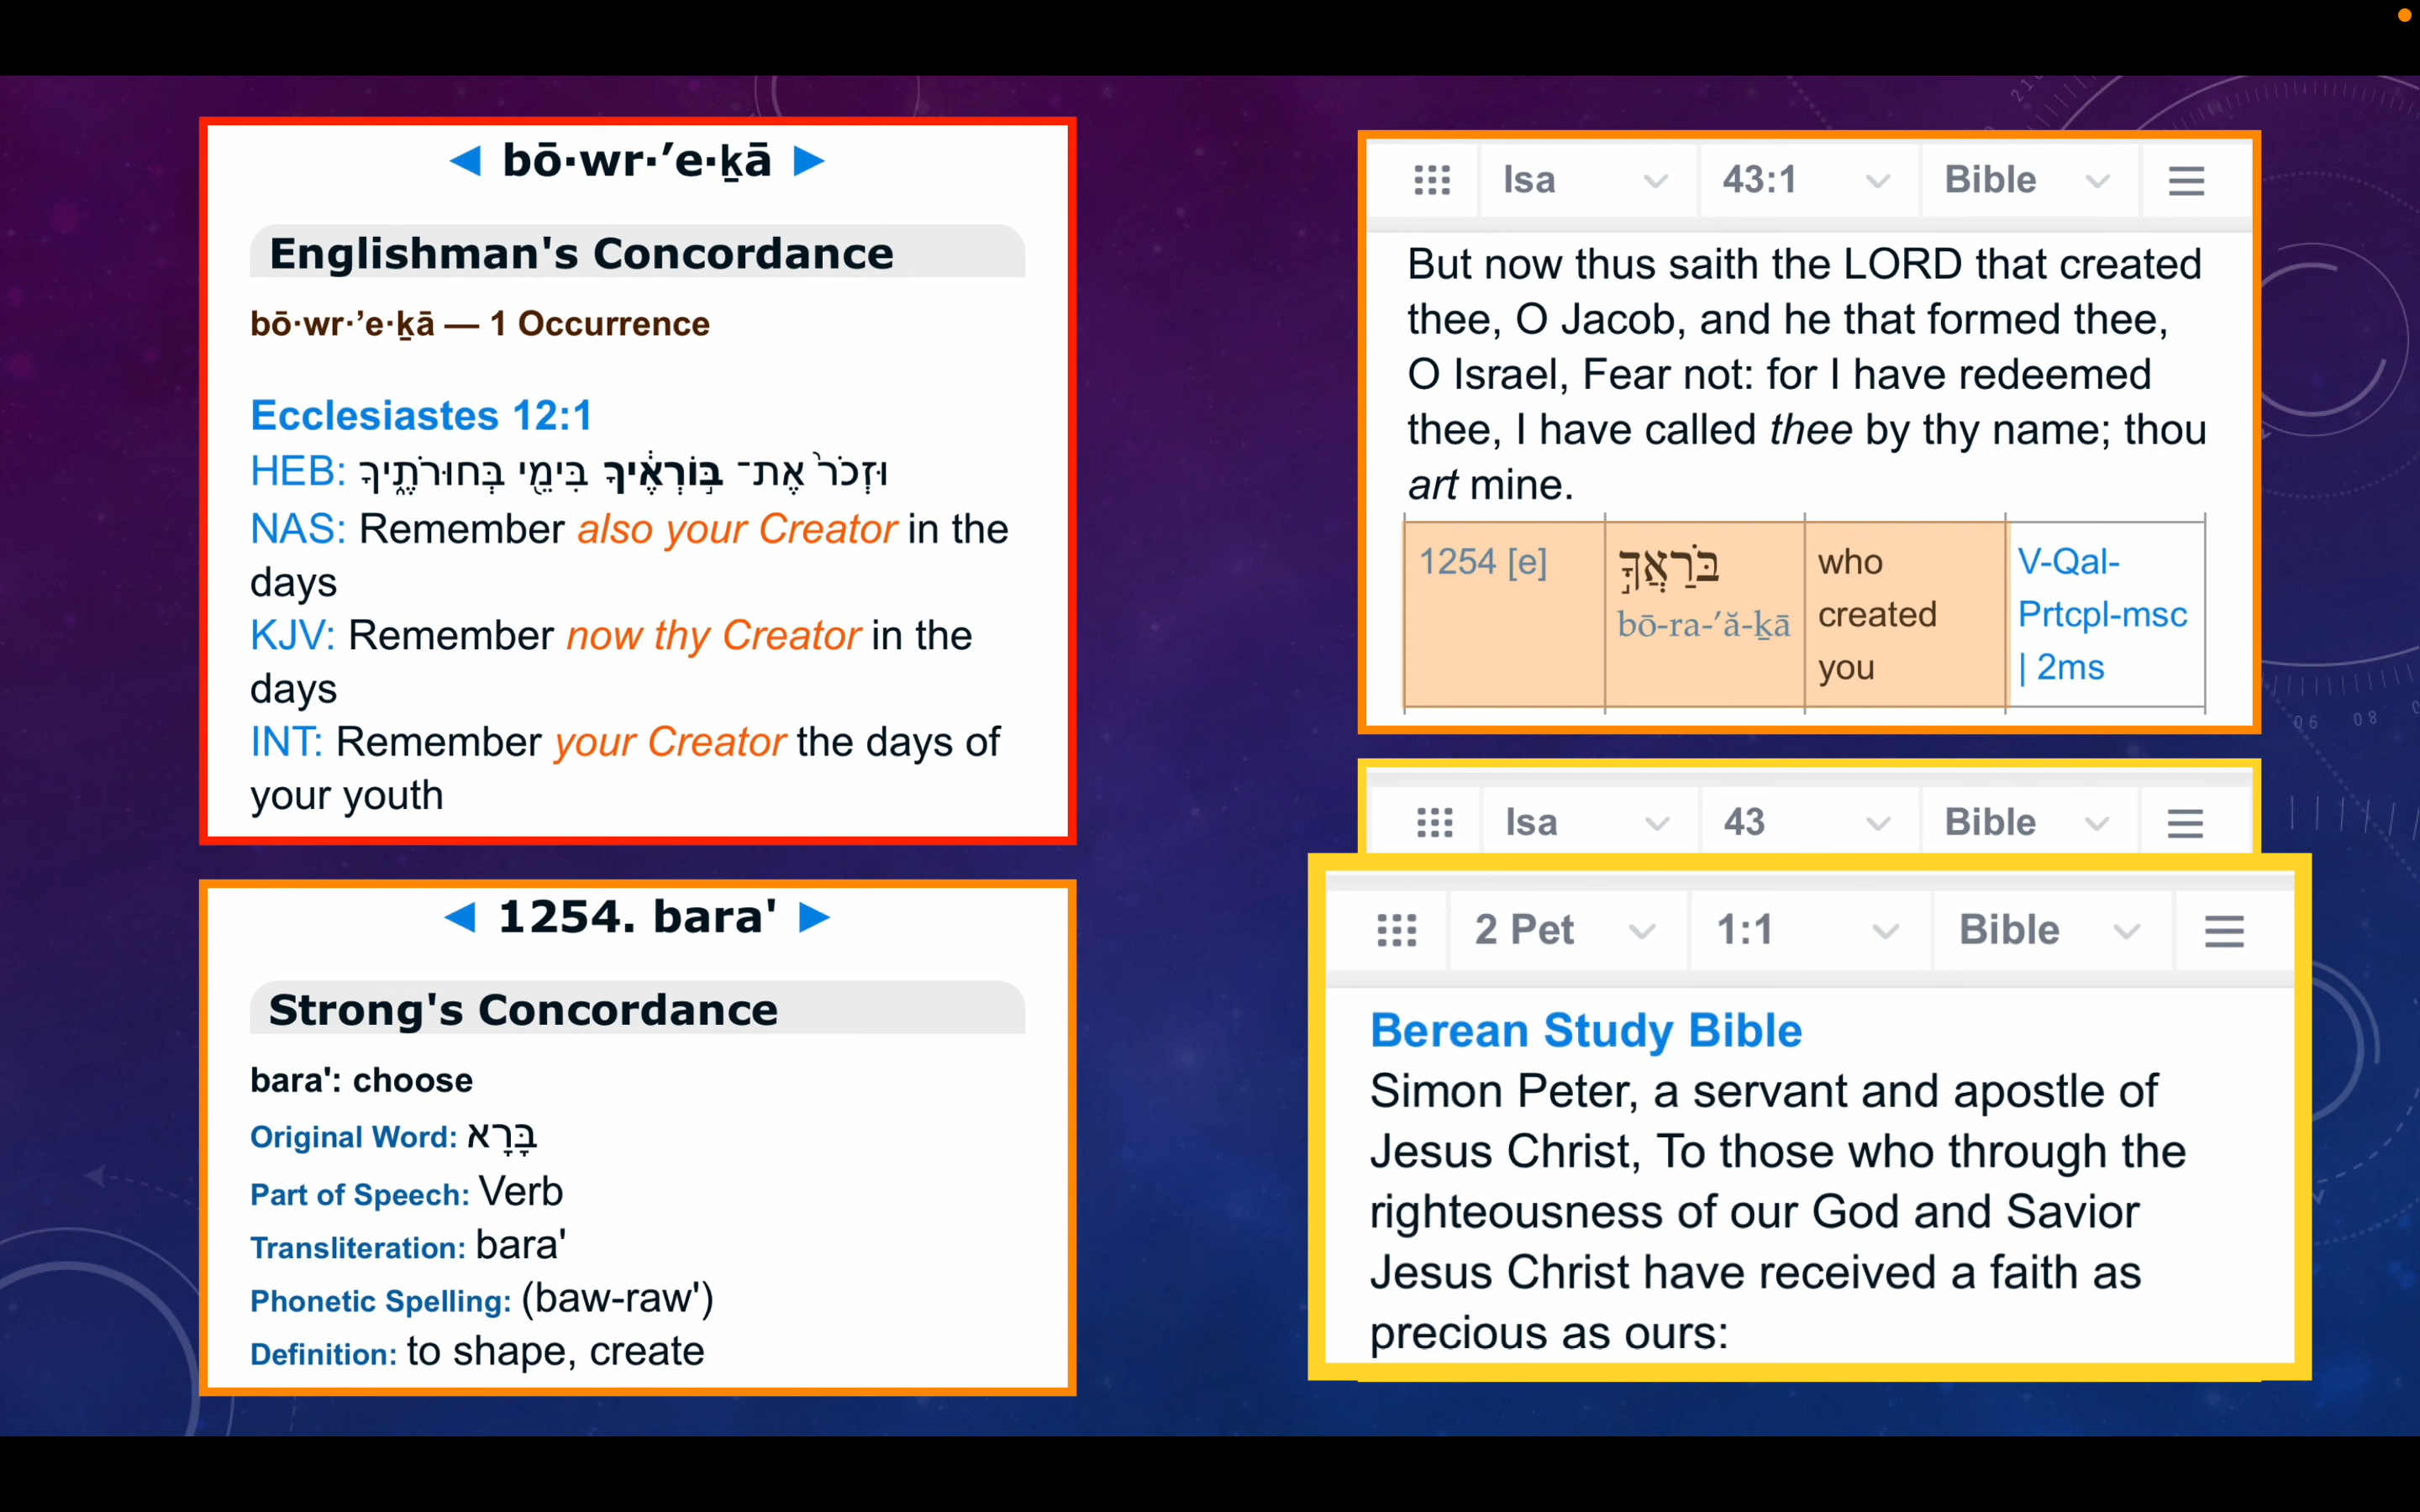 ◀ bō·wr·’e·ḵā ▶
Englishman's Concordance
bō·wr·’e·ḵā — 1 Occurrence
Ecclesiastes 12:1
HEB: וּזְכֹר֙ אֶת־ בּ֣וֹרְאֶ֔יךָ בִּימֵ֖י בְּחוּרֹתֶ֑יךָ
NAS: Remember also your Creator in the
days
KJV: Remember now thy Creator in the
days
INT: Remember your Creator the days of
your youth
◀ 1254. bara' ▶
Strong's Concordance
bara': choose
Original Word: בָּרָא
Part of Speech: Verb
Transliteration: bara'
Phonetic Spelling: (baw-raw')
Definition: to shape, create
Isa 43:1 Bible
But now thus saith the LORD that created
thee, O Jacob, and he that formed thee,
O Israel, Fear not: for I have redeemed
thee, I have called thee by thy name; thou
art mine.
1254 [e] בֹּרַאֲךָ֣ who V-Qal-
bō-ra-’ă-ḵā created Prtcpl-msc
you | 2ms
Isa 43 Bible
2 Pet 1:1 Bible
Berean Study Bible
Simon Peter, a servant and apostle of
Jesus Christ, To those who through the
righteousness of our God and Savior
Jesus Christ have received a faith as
precious as ours: